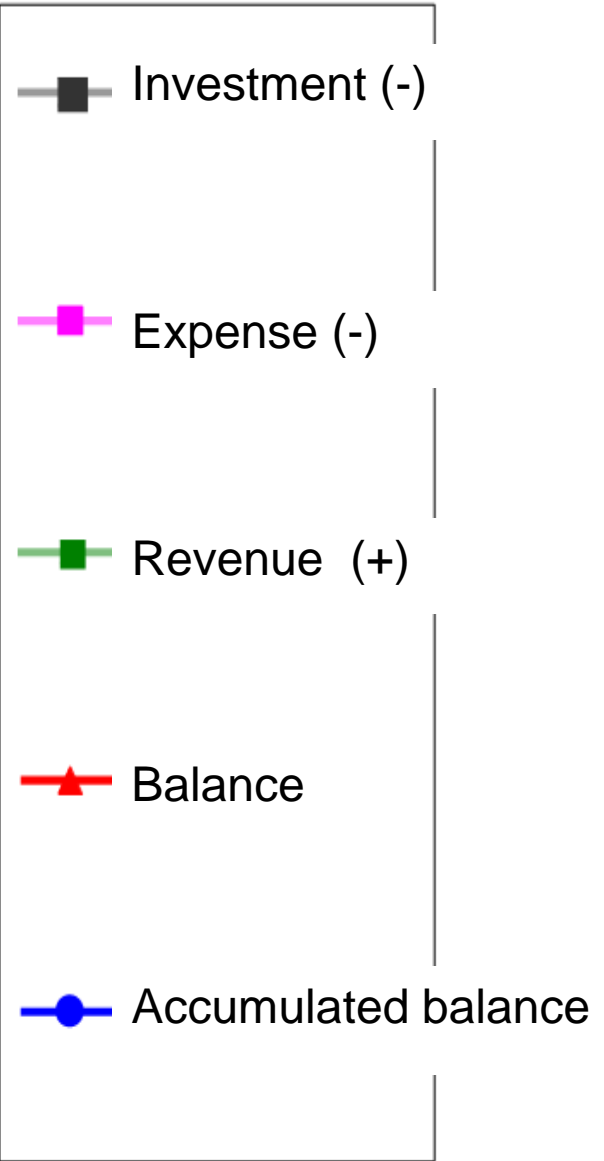 Investment (-)
Expense (-)
Revenue  (+)
Balance
Accumulated balance